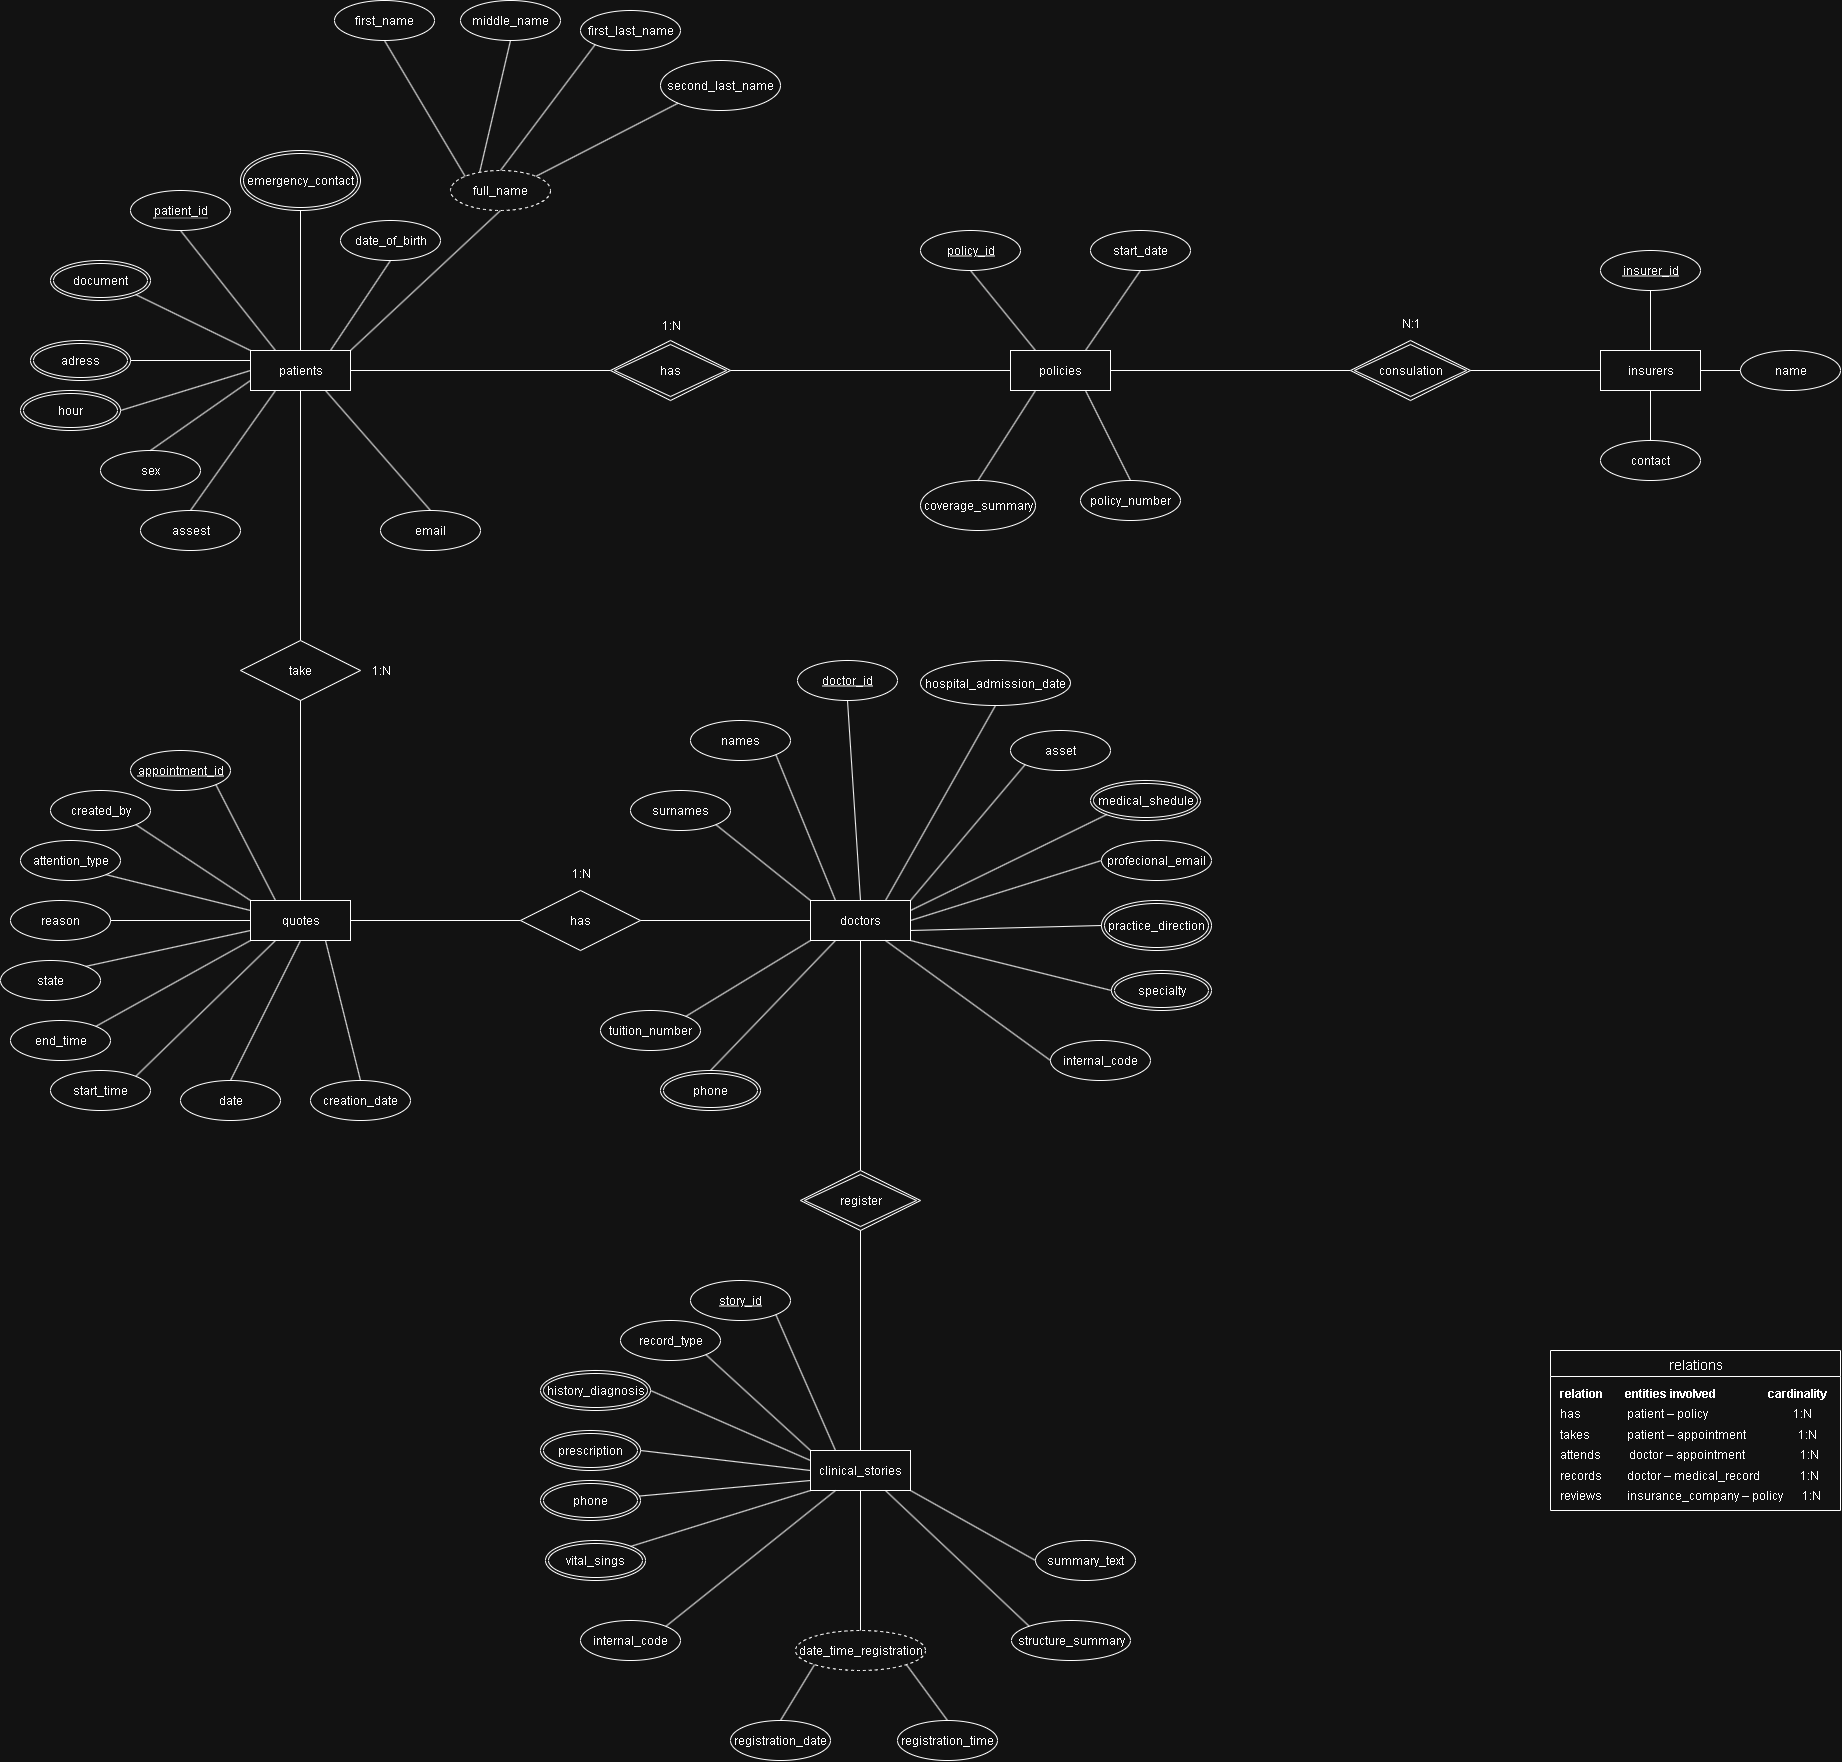 first_name
middle_name
first_last_name
second_last_name
emergency_contact
full_name
patient_id
date_of_birth
document
adress
hour
sex
assest
email
patients
1:N
has
policy_id
start_date
policies
coverage_summary
policy_number
N:1
consulation
insurer_id
insurers
name
contact
take
1:N
appointment_id
created_by
attention_type
reason
state
end_time
start_time
date
creation_date
quotes
1:N
has
doctor_id
hospital_admission_date
names
asset
surnames
medical_shedule
profecional_email
practice_direction
specialty
internal_code
doctors
tuition_number
phone
register
story_id
record_type
history_diagnosis
prescription
phone
vital_sings
internal_code
clinical_stories
summary_text
structure_summary
date_time_registration
registration_date
registration_time
relations
relation entities involved cardinality
has patient – policy 1:N
takes patient – appointment 1:N
attends doctor – appointment 1:N
records doctor – medical_record 1:N
reviews insurance_company – policy 1:N